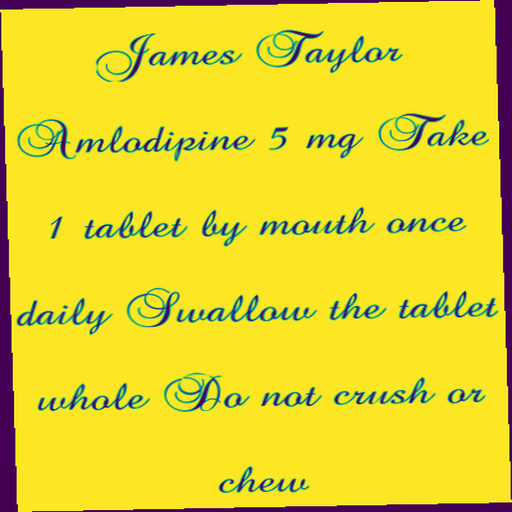 James Taylor
Amlodipine 5 mg Take
1 tablet by mouth once
daily Swallow the tablet
whole Do not crush or
chew